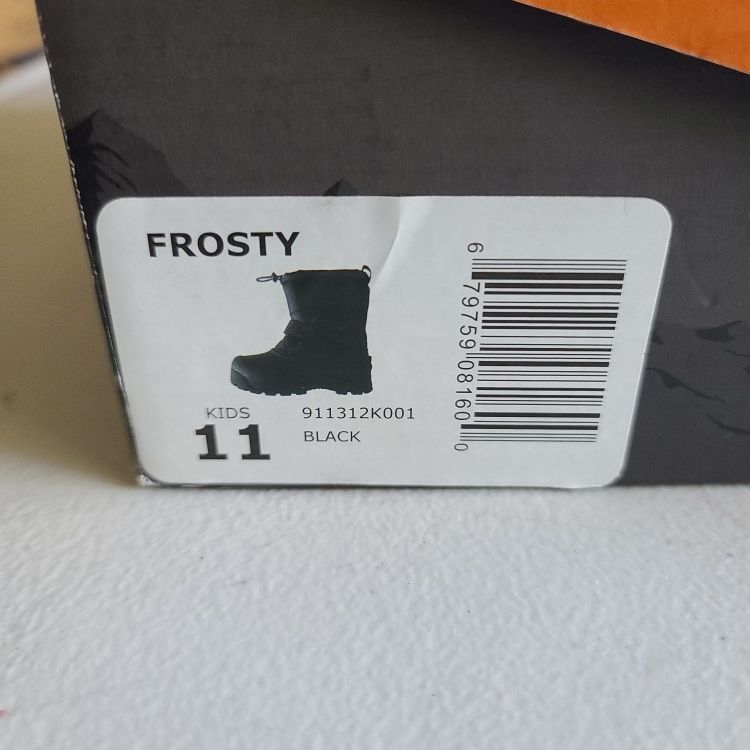 FROSTY
KIDS
11
911312K001
BLACK
6 79759 08160 0